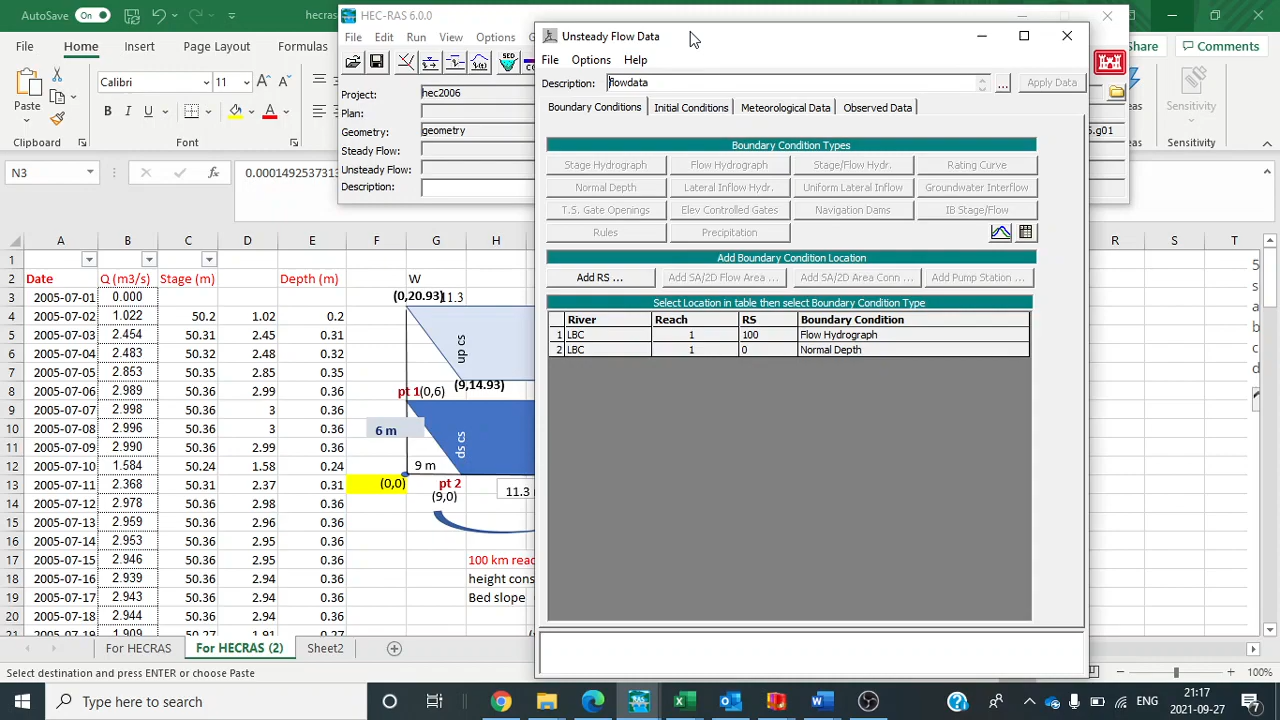 AutoSave
On
hecras
File
Home
Insert
Page Layout
Formulas
Share
Comments
Paste
Clipboard
Calibri
11
Font
Sensitivity
Sensitivity
N3
0.0001492537313
HEC-RAS 6.0.0
File Edit Run View Options
Project:
hec2006
Plan:
Geometry:
geometry
.g01
Steady Flow:
Unsteady Flow:
Description:
Unsteady Flow Data
File Options Help
Description:
flowdata
...
Apply Data
Boundary Conditions
Initial Conditions
Meteorological Data
Observed Data
Boundary Condition Types
Stage Hydrograph
Flow Hydrograph
Stage/Flow Hydr.
Rating Curve
Normal Depth
Lateral Inflow Hydr.
Uniform Lateral Inflow
Groundwater Interflow
T.S. Gate Openings
Elev Controlled Gates
Navigation Dams
IB Stage/Flow
Rules
Precipitation
Add Boundary Condition Location
Add RS ...
Add SA/2D Flow Area ...
Add SA/2D Area Conn ...
Add Pump Station ...
Select Location in table then select Boundary Condition Type
River Reach RS Boundary Condition
1 LBC 1 100 Flow Hydrograph
2 LBC 1 0 Normal Depth
A B C D E F G H R S T
1
2 Date Q (m3/s) Stage (m) Depth (m) W
3 2005-07-01 0.000
4 2005-07-02 1.022 50.2 1.02 0.2
5 2005-07-03 2.454 50.31 2.45 0.31
6 2005-07-04 2.483 50.32 2.48 0.32
7 2005-07-05 2.853 50.35 2.85 0.35
8 2005-07-06 2.989 50.36 2.99 0.36
9 2005-07-07 2.998 50.36 3 0.36
10 2005-07-08 2.996 50.36 3 0.36
11 2005-07-09 2.990 50.36 2.99 0.36
12 2005-07-10 1.584 50.24 1.58 0.24
13 2005-07-11 2.368 50.31 2.37 0.31
14 2005-07-12 2.978 50.36 2.98 0.36
15 2005-07-13 2.959 50.36 2.96 0.36
16 2005-07-14 2.953 50.36 2.95 0.36
17 2005-07-15 2.946 50.36 2.95 0.36
18 2005-07-16 2.939 50.36 2.94 0.36
19 2005-07-17 2.943 50.36 2.94 0.36
20 2005-07-18 2.944 50.36 2.94 0.36
21 2005-07-19 1.909 50.27 1.91 0.27
(0,20.93)
11.3
up cs
(9,14.93)
pt 1
(0,6)
6 m
ds cs
9 m
(0,0)
pt 2
(9,0)
11.3
100 km reac
height cons
Bed slope
For HECRAS
For HECRAS (2)
Sheet2
Select destination and press ENTER or choose Paste
100%
Type here to search
ENG
21:17
2021-09-27
7